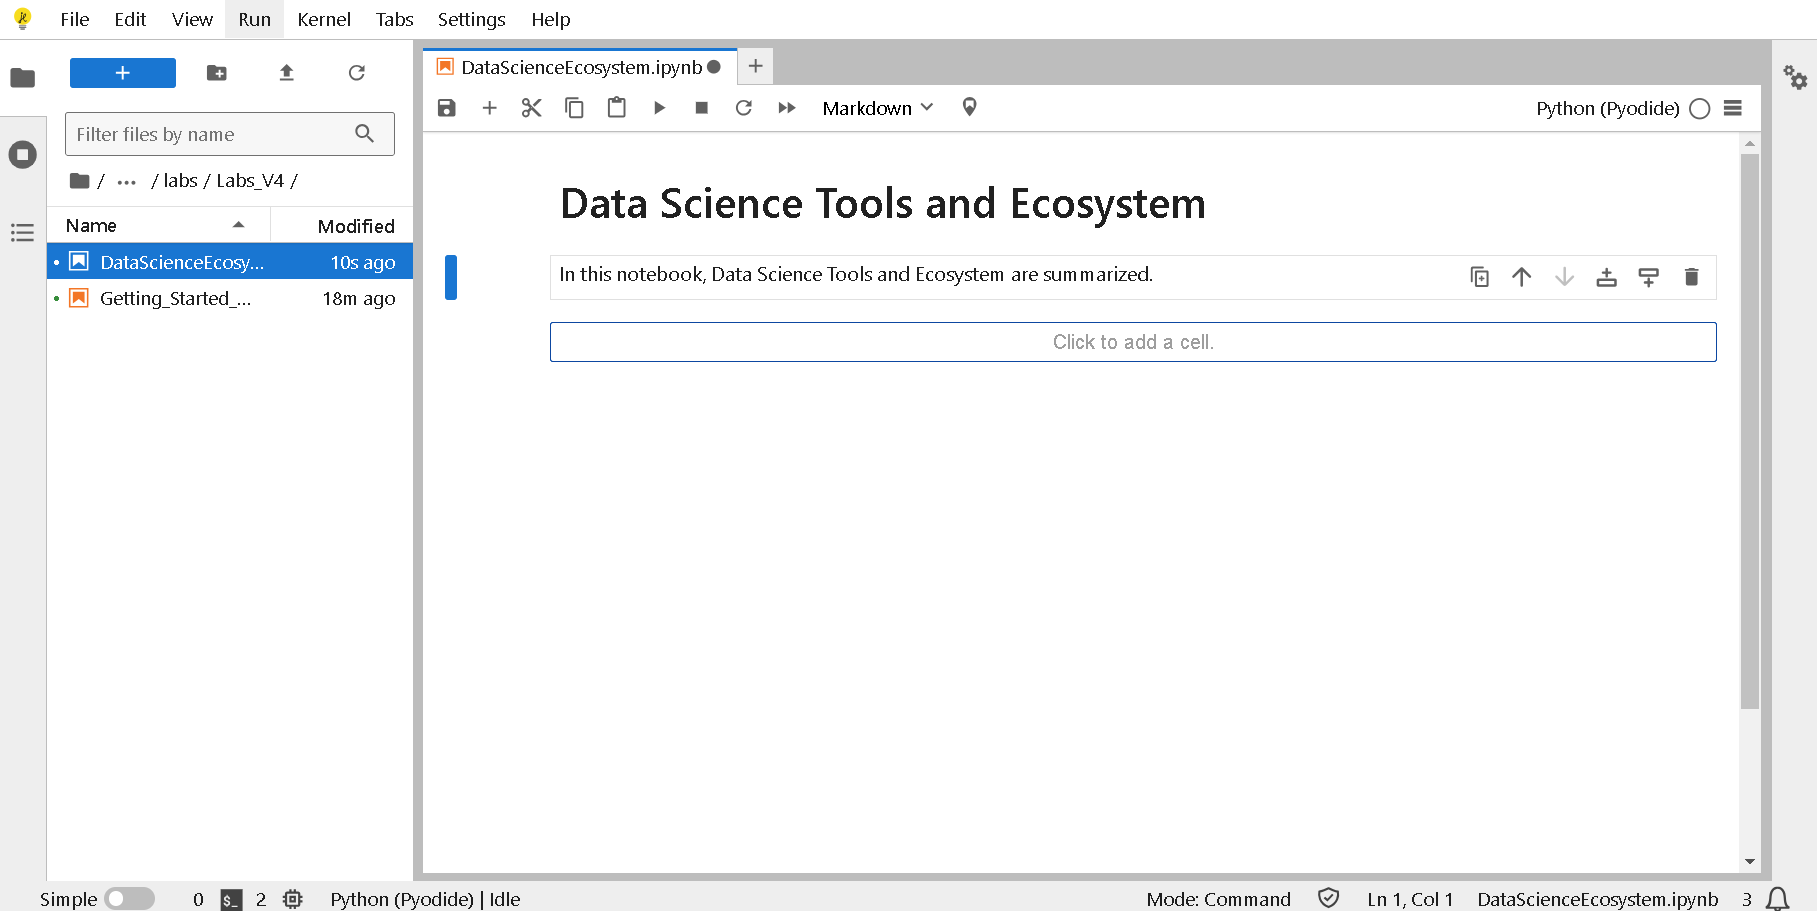 File Edit View Run Kernel Tabs Settings Help
DataScienceEcosystem.ipynb
Markdown
Python (Pyodide)
Filter files by name
/ ... / labs / Labs_V4 /
Name Modified
DataScienceEcosy... 10s ago
Getting_Started_... 18m ago
Data Science Tools and Ecosystem
In this notebook, Data Science Tools and Ecosystem are summarized.
Click to add a cell.
Simple 0 $_ 2 Python (Pyodide) | Idle Mode: Command Ln 1, Col 1 DataScienceEcosystem.ipynb 3